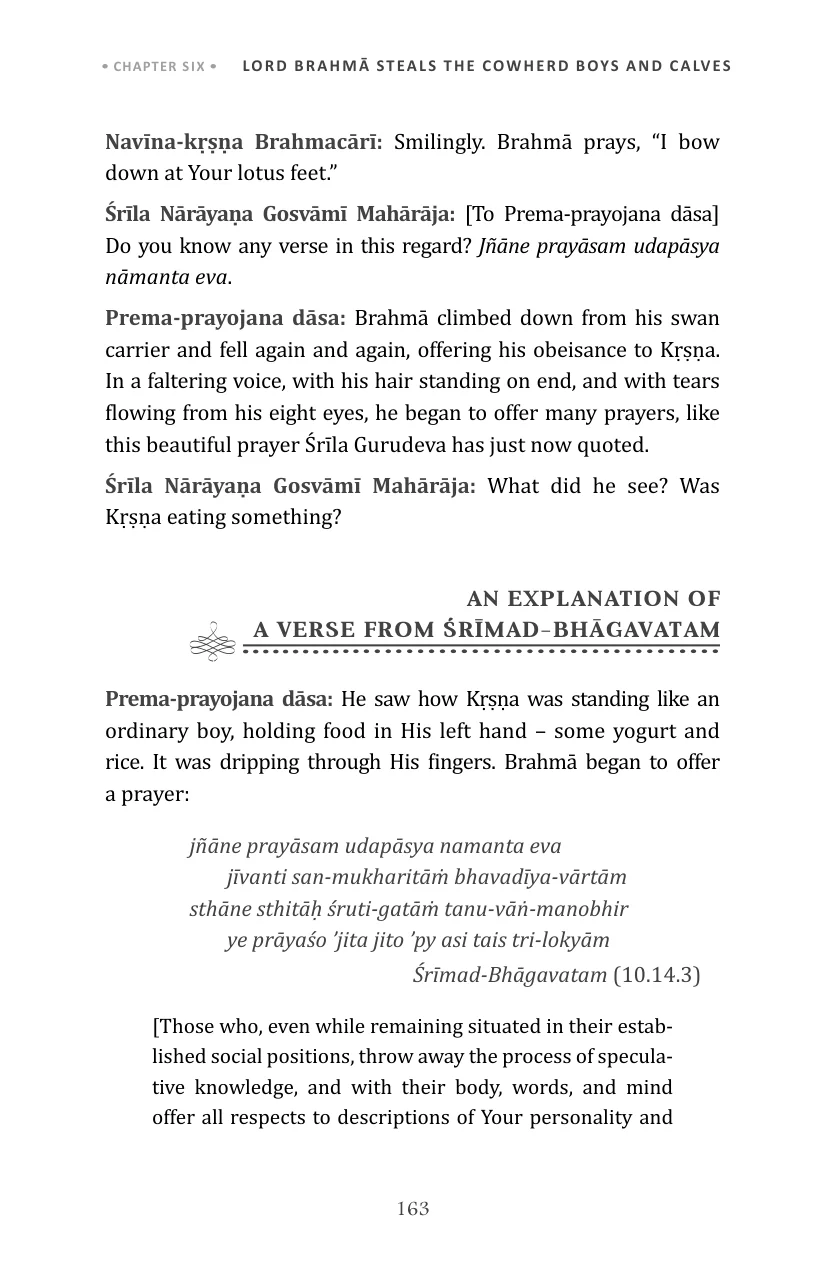 • CHAPTER SIX • LORD BRAHMĀ STEALS THE COWHERD BOYS AND CALVES
Navīna-kṛṣṇa Brahmacārī: Smilingly. Brahmā prays, “I bow
down at Your lotus feet.”
Śrīla Nārāyaṇa Gosvāmī Mahārāja: [To Prema-prayojana dāsa]
Do you know any verse in this regard? Jñāne prayāsam udapāsya
nāmanta eva.
Prema-prayojana dāsa: Brahmā climbed down from his swan
carrier and fell again and again, offering his obeisance to Kṛṣṇa.
In a faltering voice, with his hair standing on end, and with tears
flowing from his eight eyes, he began to offer many prayers, like
this beautiful prayer Śrīla Gurudeva has just now quoted.
Śrīla Nārāyaṇa Gosvāmī Mahārāja: What did he see? Was
Kṛṣṇa eating something?
AN EXPLANATION OF
A VERSE FROM ŚRĪMAD-BHĀGAVATAM
Prema-prayojana dāsa: He saw how Kṛṣṇa was standing like an
ordinary boy, holding food in His left hand – some yogurt and
rice. It was dripping through His fingers. Brahmā began to offer
a prayer:
jñāne prayāsam udapāsya namanta eva
jīvanti san-mukharitāṁ bhavadīya-vārtām
sthāne sthitāḥ śruti-gatāṁ tanu-vāṅ-manobhir
ye prāyaśo ’jita jito ’py asi tais tri-lokyām
Śrīmad-Bhāgavatam (10.14.3)
[Those who, even while remaining situated in their estab-
lished social positions, throw away the process of specula-
tive knowledge, and with their body, words, and mind
offer all respects to descriptions of Your personality and
163